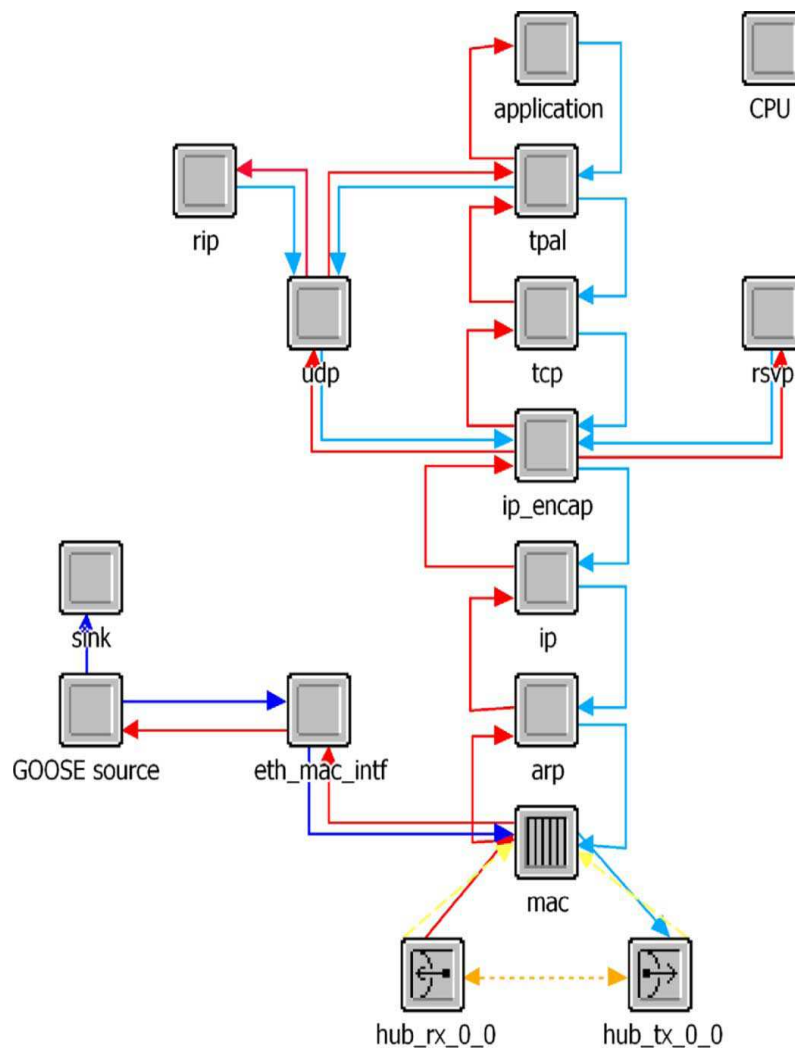 application
CPU
rip
tpal
udp
tcp
rsvp
ip_encap
sink
ip
GOOSE source
eth_mac_intf
arp
mac
hub_rx_0_0
hub_tx_0_0